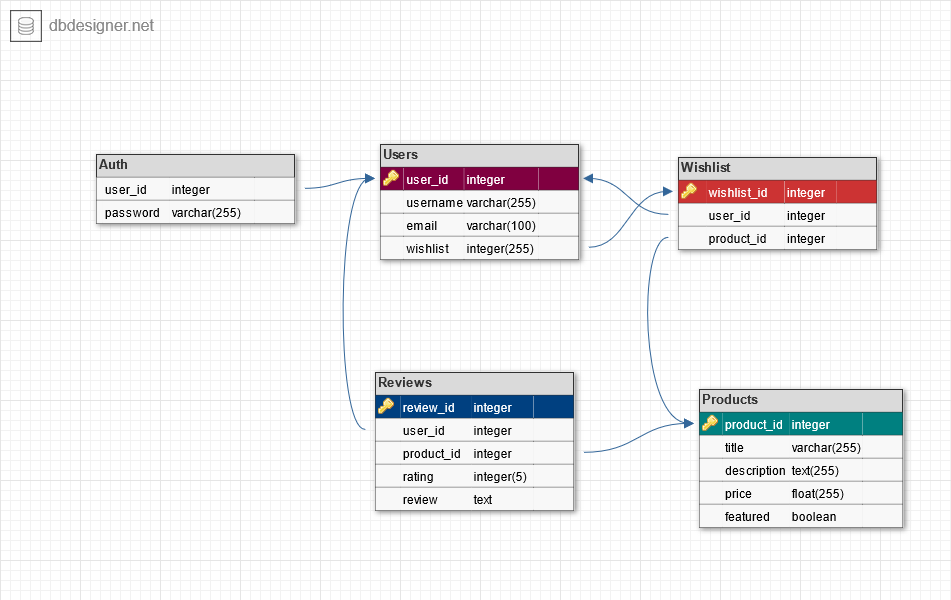 dbdesigner.net
Auth
user_id integer
password varchar(255)
Users
user_id integer
username varchar(255)
email varchar(100)
wishlist integer(255)
Wishlist
wishlist_id integer
user_id integer
product_id integer
Reviews
review_id integer
user_id integer
product_id integer
rating integer(5)
review text
Products
product_id integer
title varchar(255)
description text(255)
price float(255)
featured boolean